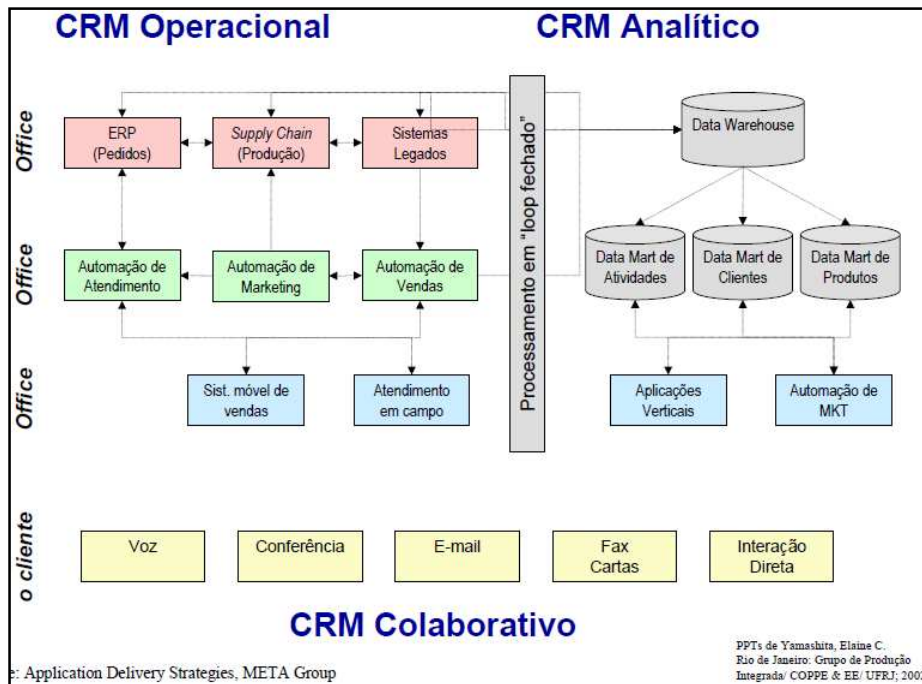 CRM Operacional
CRM Analítico
Office
ERP
(Pedidos)
Supply Chain
(Produção)
Sistemas
Legados
Processamento em “loop fechado”
Data Warehouse
Office
Automação de
Atendimento
Automação de
Marketing
Automação de
Vendas
Data Mart de
Atividades
Data Mart de
Clientes
Data Mart de
Produtos
Office
Sist. móvel de
vendas
Atendimento
em campo
Aplicações
Verticais
Automação de
MKT
o cliente
Voz
Conferência
E-mail
Fax
Cartas
Interação
Direta
CRM Colaborativo
e: Application Delivery Strategies, META Group
PPTs de Yamashita, Elaine C.
Rio de Janeiro: Grupo de Produção
Integrada/ COPPE & EE/ UFRJ;